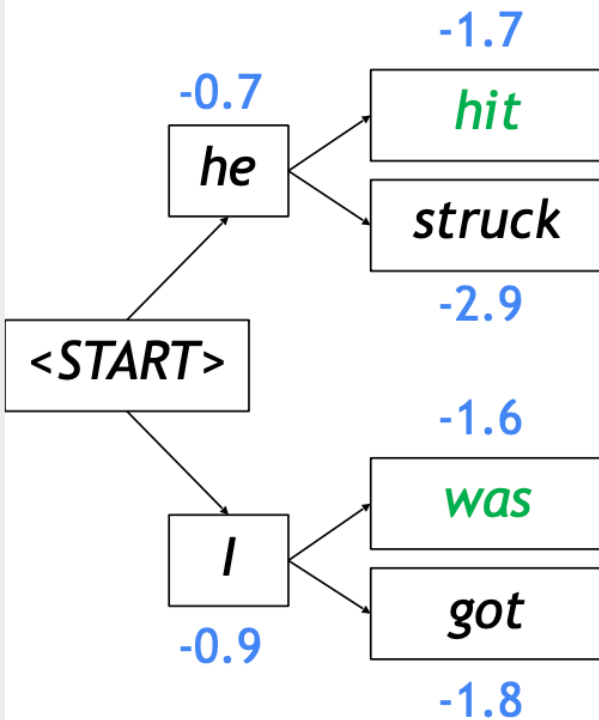 -1.7
-0.7
hit
he
struck
-2.9
<START>
-1.6
was
I
got
-0.9
-1.8